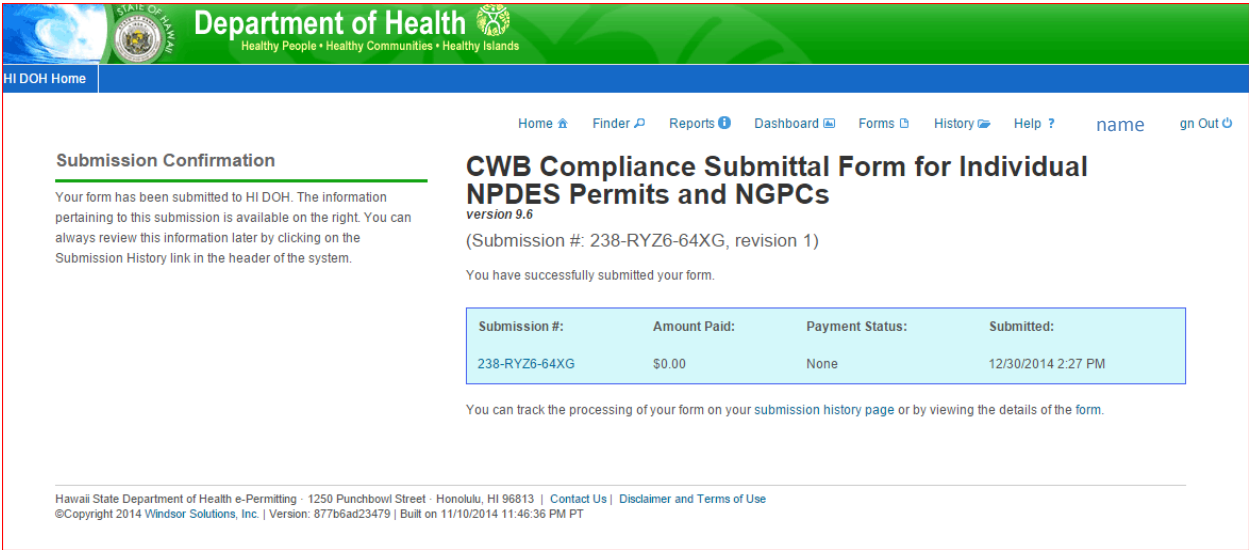 STATE OF HAWAII
Department of Health
Healthy People • Healthy Communities • Healthy Islands
HI DOH Home
Home Finder Reports Dashboard Forms History Help ? name gn Out
Submission Confirmation
Your form has been submitted to HI DOH. The information
pertaining to this submission is available on the right. You can
always review this information later by clicking on the
Submission History link in the header of the system.
CWB Compliance Submittal Form for Individual
NPDES Permits and NGPCs
version 9.6
(Submission #: 238-RYZ6-64XG, revision 1)
You have successfully submitted your form.
Submission #: Amount Paid: Payment Status: Submitted:
238-RYZ6-64XG $0.00 None 12/30/2014 2:27 PM
You can track the processing of your form on your submission history page or by viewing the details of the form.
Hawaii State Department of Health e-Permitting · 1250 Punchbowl Street · Honolulu, HI 96813 | Contact Us | Disclaimer and Terms of Use
©Copyright 2014 Windsor Solutions, Inc. | Version: 877b6ad23479 | Built on 11/10/2014 11:46:36 PM PT